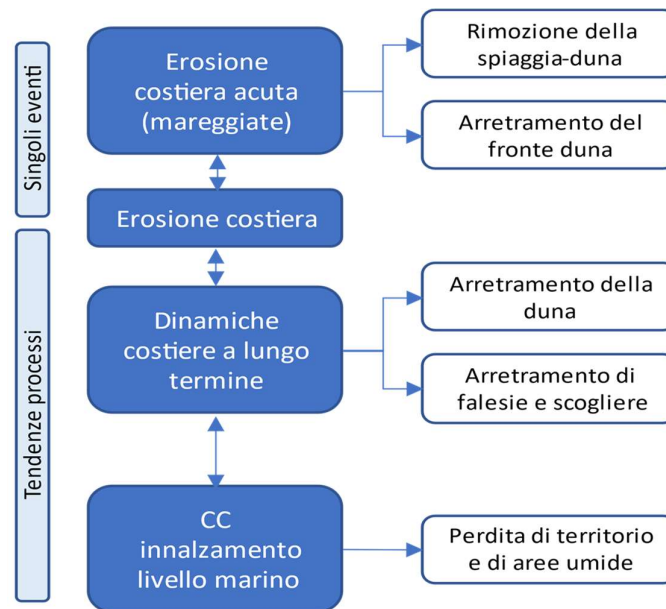 Singoli eventi
Erosione
costiera acuta
(mareggiate)
Rimozione della
spiaggia-duna
Arretramento del
fronte duna
Erosione costiera
Tendenze processi
Dinamiche
costiere a lungo
termine
Arretramento della
duna
Arretramento di
falesie e scogliere
CC
innalzamento
livello marino
Perdita di territorio
e di aree umide